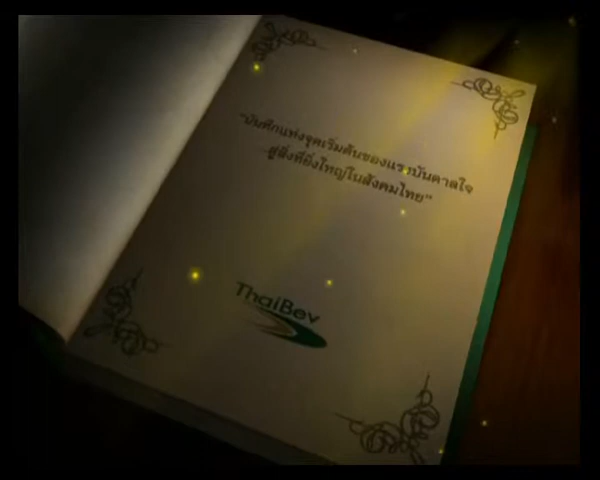 "บันทึกแห่งจุดเริ่มต้นของแรงบันดาลใจ
สู่สิ่งที่ยิ่งใหญ่ในสังคมไทย"
ThaiBev